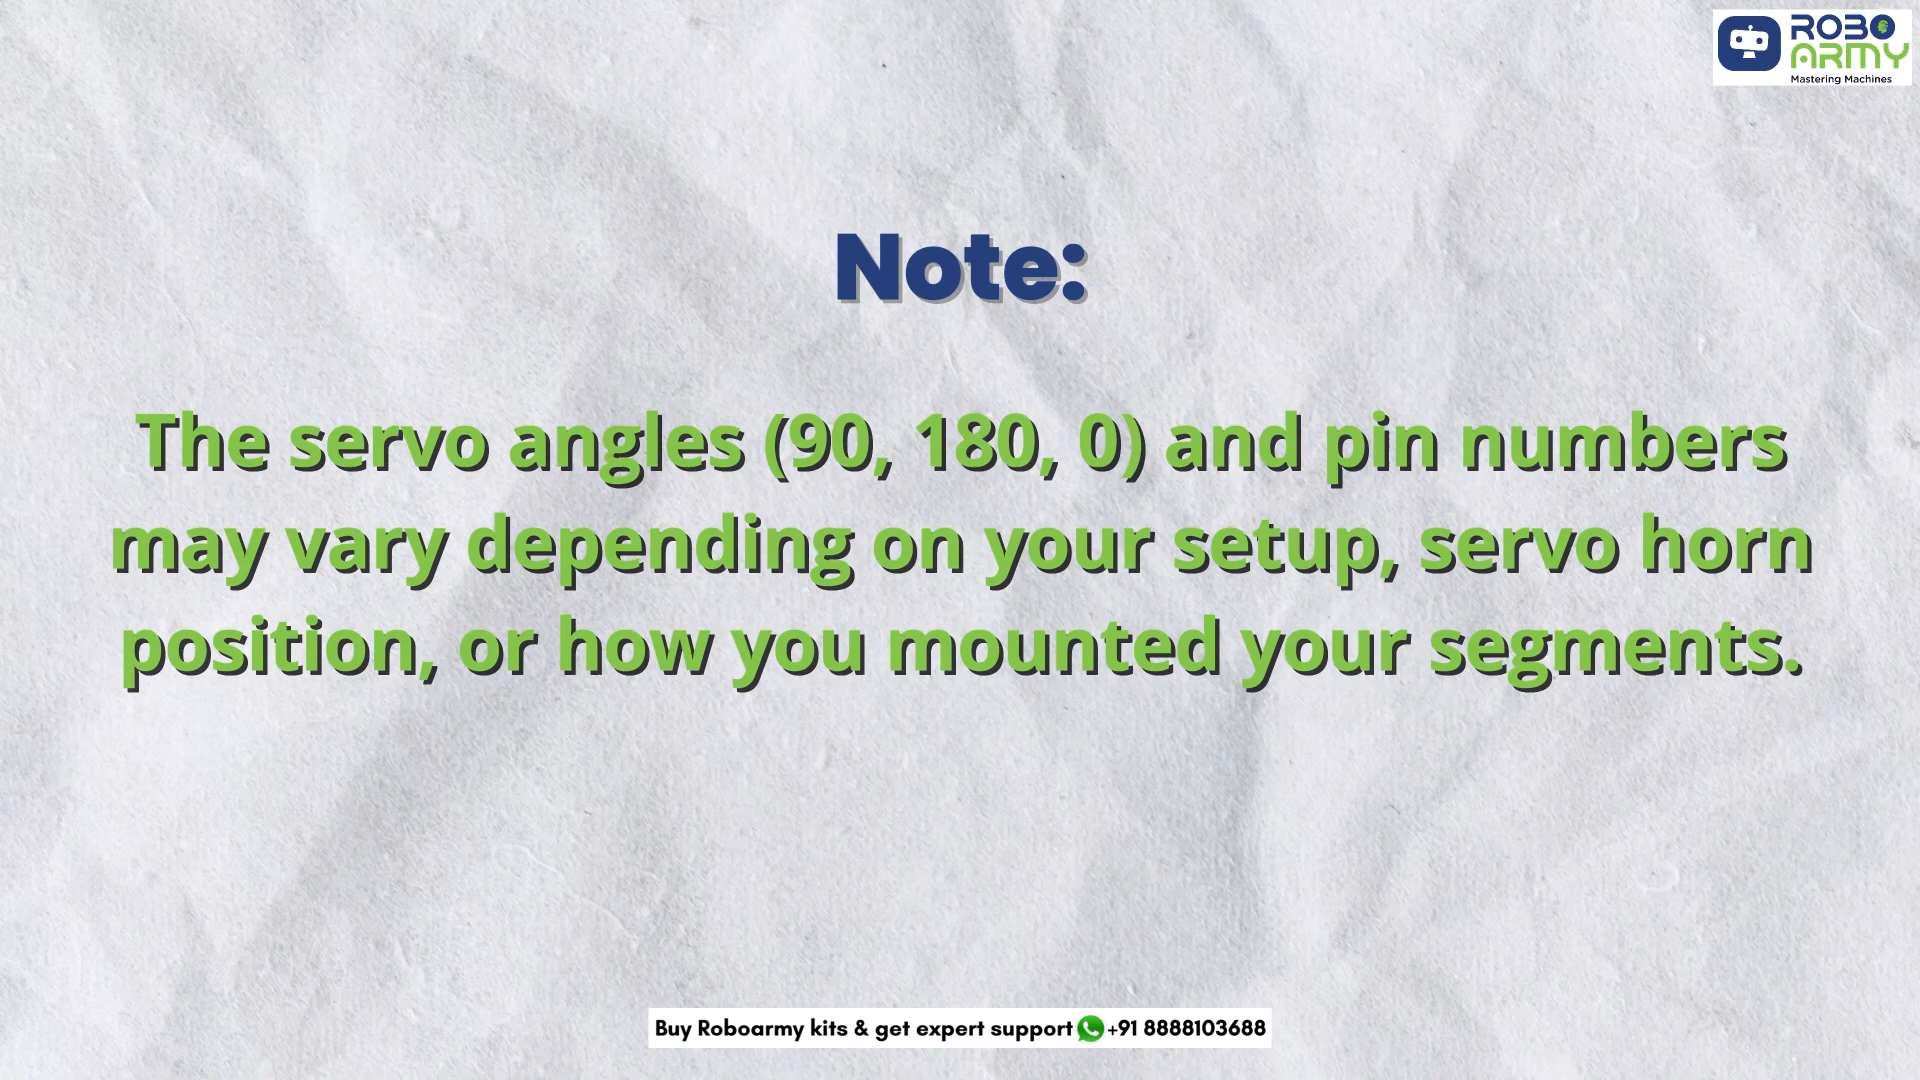 ROBO
ARMY
Mastering Machines
Note:
The servo angles (90, 180, 0) and pin numbers
may vary depending on your setup, servo horn
position, or how you mounted your segments.
Buy Roboarmy kits & get expert support +91 8888103688